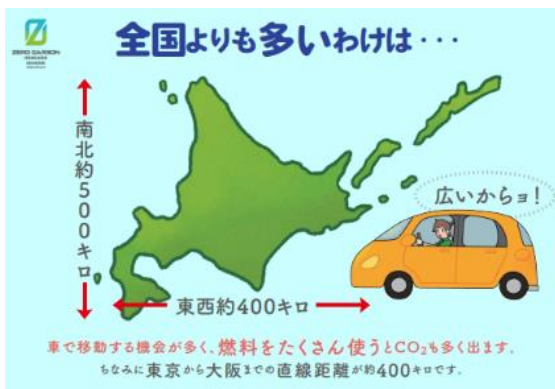 ZERO CARBON
全国よりも多いわけは・・・
南北約500キロ
広いからヨ!
東西約400キロ
車で移動する機会が多く、燃料をたくさん使うとCO₂も多く出ます。
ちなみに東京から大阪までの直線距離が約400キロです。